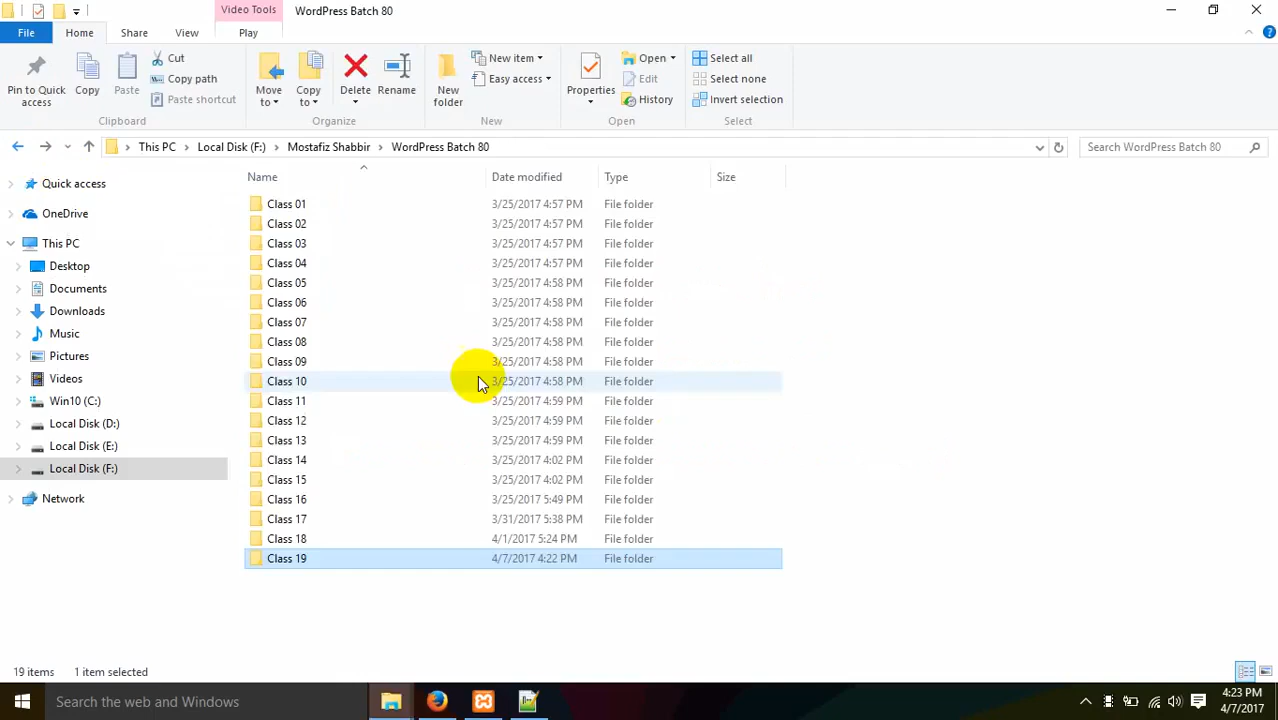 Video Tools
WordPress Batch 80
File
Home
Share
View
Play
Pin to Quick access
Copy
Paste
Cut
Copy path
Paste shortcut
Move to
Copy to
Delete
Rename
New folder
New item
Easy access
Properties
Open
Edit
History
Select all
Select none
Invert selection
Clipboard
Organize
New
Open
Select
This PC
Local Disk (F:)
Mostafiz Shabbir
WordPress Batch 80
Search WordPress Batch 80
Quick access
OneDrive
This PC
Desktop
Documents
Downloads
Music
Pictures
Videos
Win10 (C:)
Local Disk (D:)
Local Disk (E:)
Local Disk (F:)
Network
Name Date modified Type Size
Class 01 3/25/2017 4:57 PM File folder
Class 02 3/25/2017 4:57 PM File folder
Class 03 3/25/2017 4:57 PM File folder
Class 04 3/25/2017 4:57 PM File folder
Class 05 3/25/2017 4:58 PM File folder
Class 06 3/25/2017 4:58 PM File folder
Class 07 3/25/2017 4:58 PM File folder
Class 08 3/25/2017 4:58 PM File folder
Class 09 3/25/2017 4:58 PM File folder
Class 10 3/25/2017 4:58 PM File folder
Class 11 3/25/2017 4:59 PM File folder
Class 12 3/25/2017 4:59 PM File folder
Class 13 3/25/2017 4:59 PM File folder
Class 14 3/25/2017 4:02 PM File folder
Class 15 3/25/2017 4:02 PM File folder
Class 16 3/25/2017 5:49 PM File folder
Class 17 3/31/2017 5:38 PM File folder
Class 18 4/1/2017 5:24 PM File folder
Class 19 4/7/2017 4:22 PM File folder
19 items 1 item selected
Search the web and Windows
4:23 PM
4/7/2017